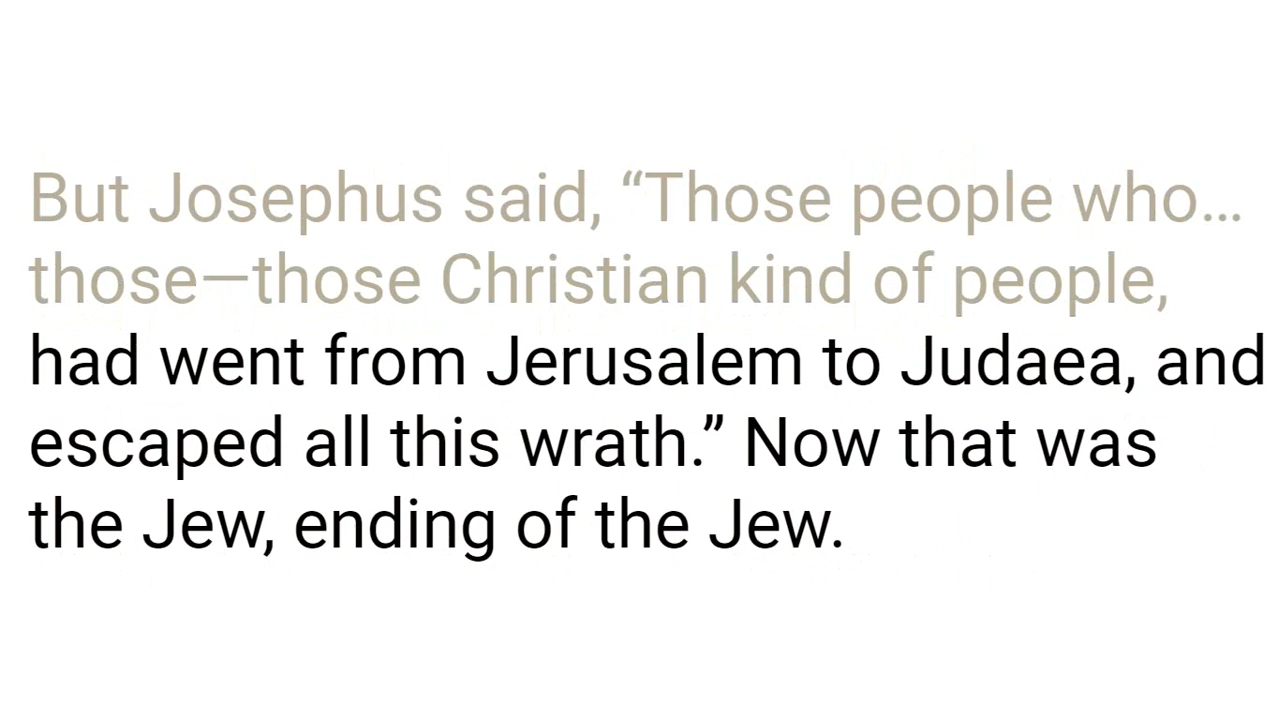 But Josephus said, “Those people who…
those—those Christian kind of people,
had went from Jerusalem to Judaea, and
escaped all this wrath.” Now that was
the Jew, ending of the Jew.